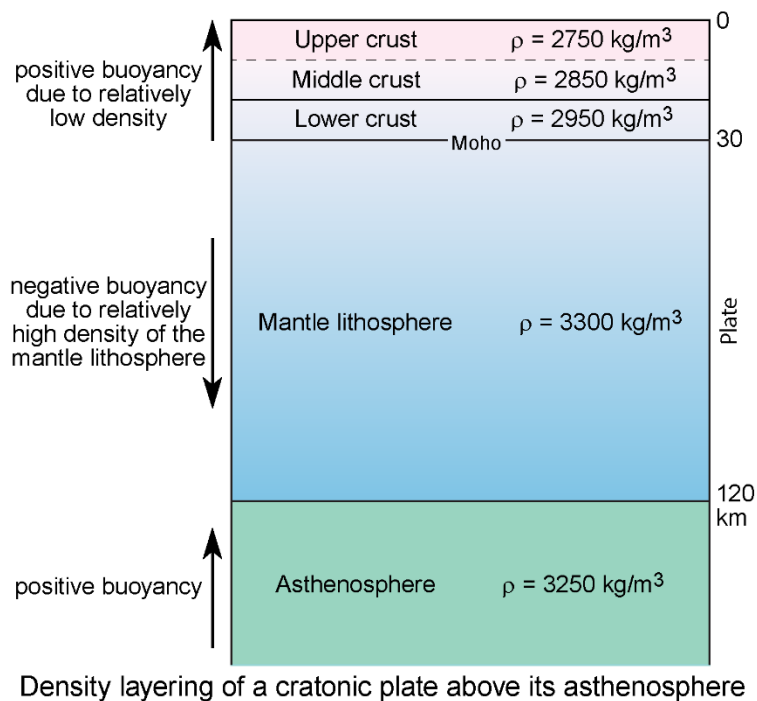 0
Upper crust ρ = 2750 kg/m³
positive buoyancy
due to relatively
low density
Middle crust ρ = 2850 kg/m³
Lower crust ρ = 2950 kg/m³
30
Moho
negative buoyancy
due to relatively
high density of the
mantle lithosphere
Mantle lithosphere ρ = 3300 kg/m³
Plate
120
km
positive buoyancy
Asthenosphere ρ = 3250 kg/m³
Density layering of a cratonic plate above its asthenosphere